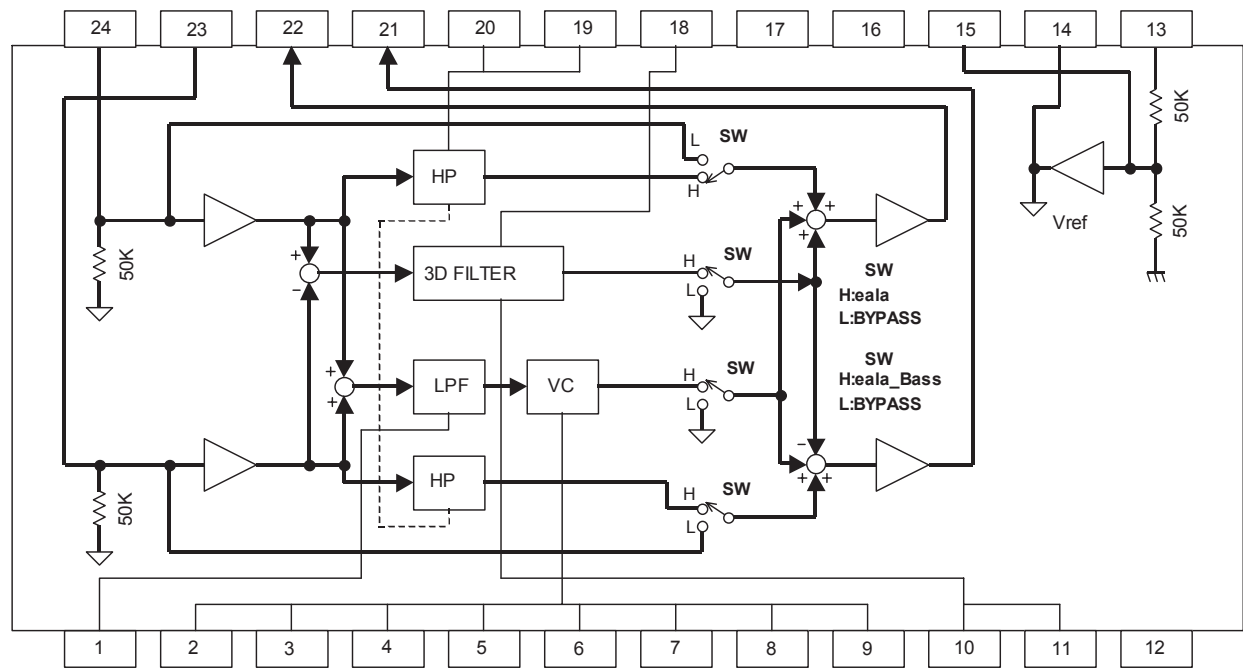 24 23 22 21 20 19 18 17 16 15 14 13
50K
L SW
HP
H
+ +
+
Vref
50K
50K
+
−
3D FILTER
H SW
L
SW
H:eala
L:BYPASS
+
+
LPF
VC
H SW
L
SW
H:eala_Bass
L:BYPASS
−
+ +
50K
HP
H SW
L
1 2 3 4 5 6 7 8 9 10 11 12